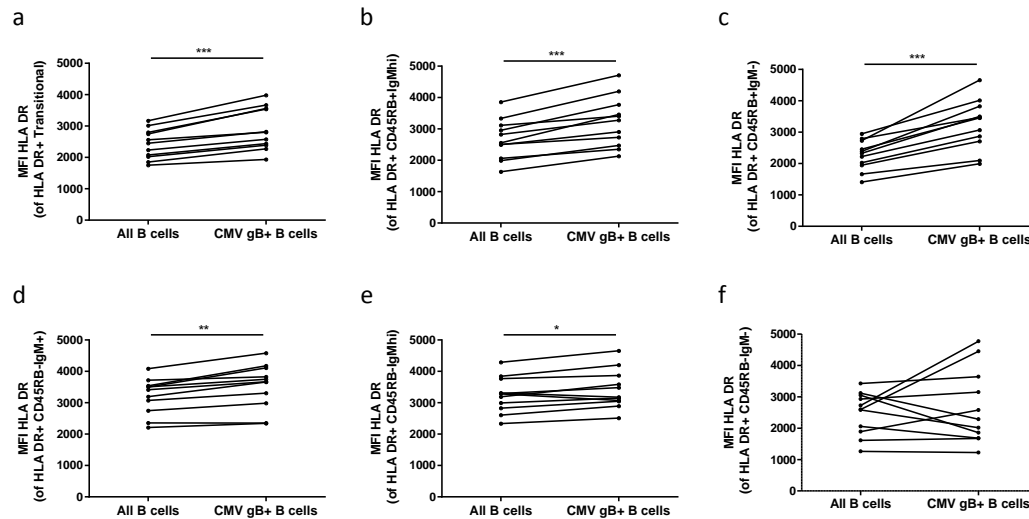 a
***
MFI HLA DR
(of HLA DR+ Transitional)
5000
4000
3000
2000
1000
0
All B cells
CMV gB+ B cells
b
***
MFI HLA DR
(of HLA DR+ CD45RB+IgMhi)
5000
4000
3000
2000
1000
0
All B cells
CMV gB+ B cells
c
***
MFI HLA DR
(of HLA DR+ CD45RB+IgM-)
5000
4000
3000
2000
1000
0
All B cells
CMV gB+ B cells
d
**
MFI HLA DR
(of HLA DR+ CD45RB-IgM+)
5000
4000
3000
2000
1000
0
All B cells
CMV gB+ B cells
e
*
MFI HLA DR
(of HLA DR+ CD45RB-IgMhi)
5000
4000
3000
2000
1000
0
All B cells
CMV gB+ B cells
f
MFI HLA DR
(of HLA DR+ CD45RB-IgM-)
5000
4000
3000
2000
1000
0
All B cells
CMV gB+ B cells